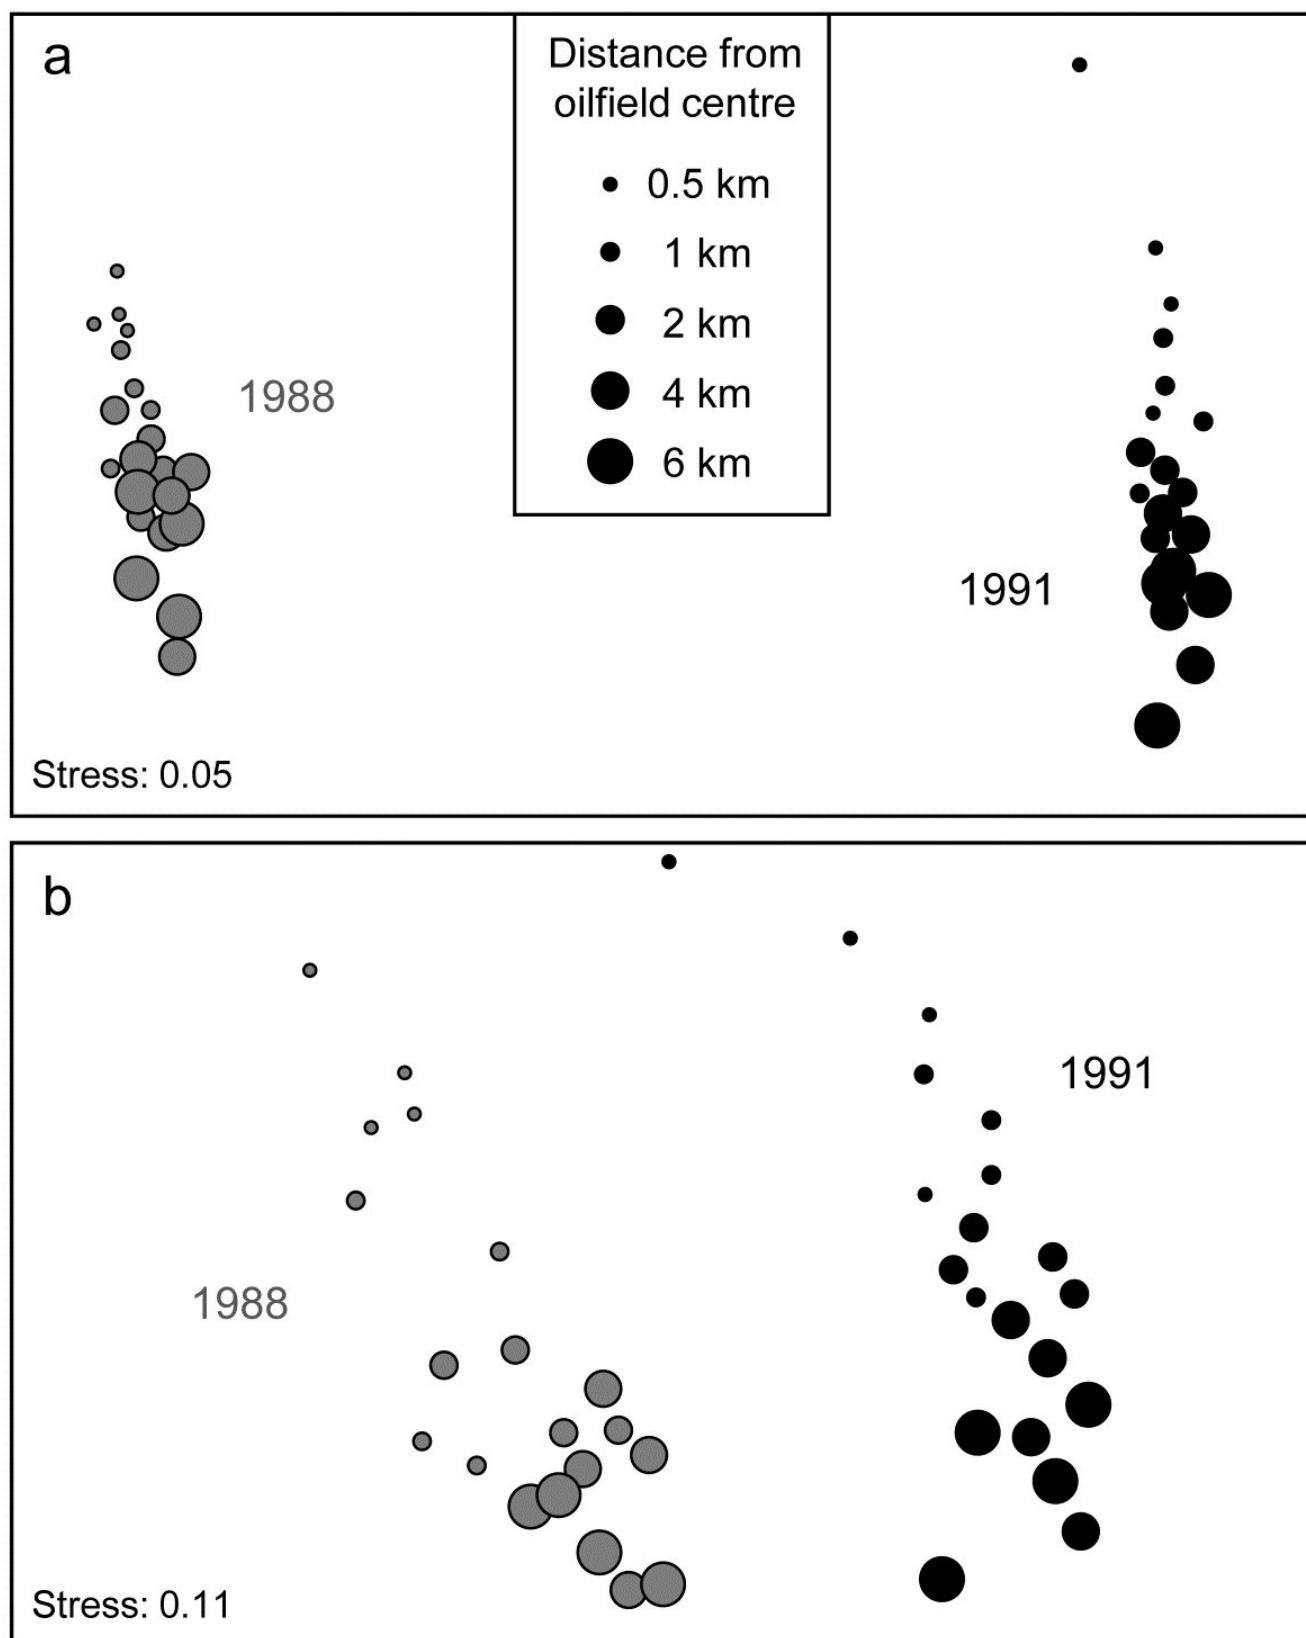 a
Distance from
oilfield centre
0.5 km
1 km
2 km
4 km
6 km
1988
1991
Stress: 0.05
b
1991
1988
Stress: 0.11